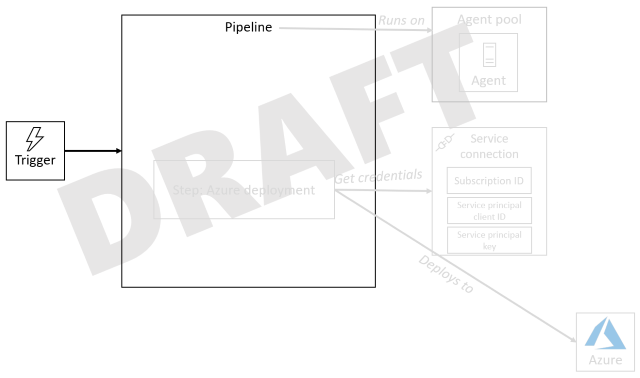 Pipeline
Runs on
Agent pool
Agent
Trigger
DRAFT
Step: Azure deployment
Get credentials
Service
connection
Subscription ID
Service principal
client ID
Service principal
key
Deploys to
Azure